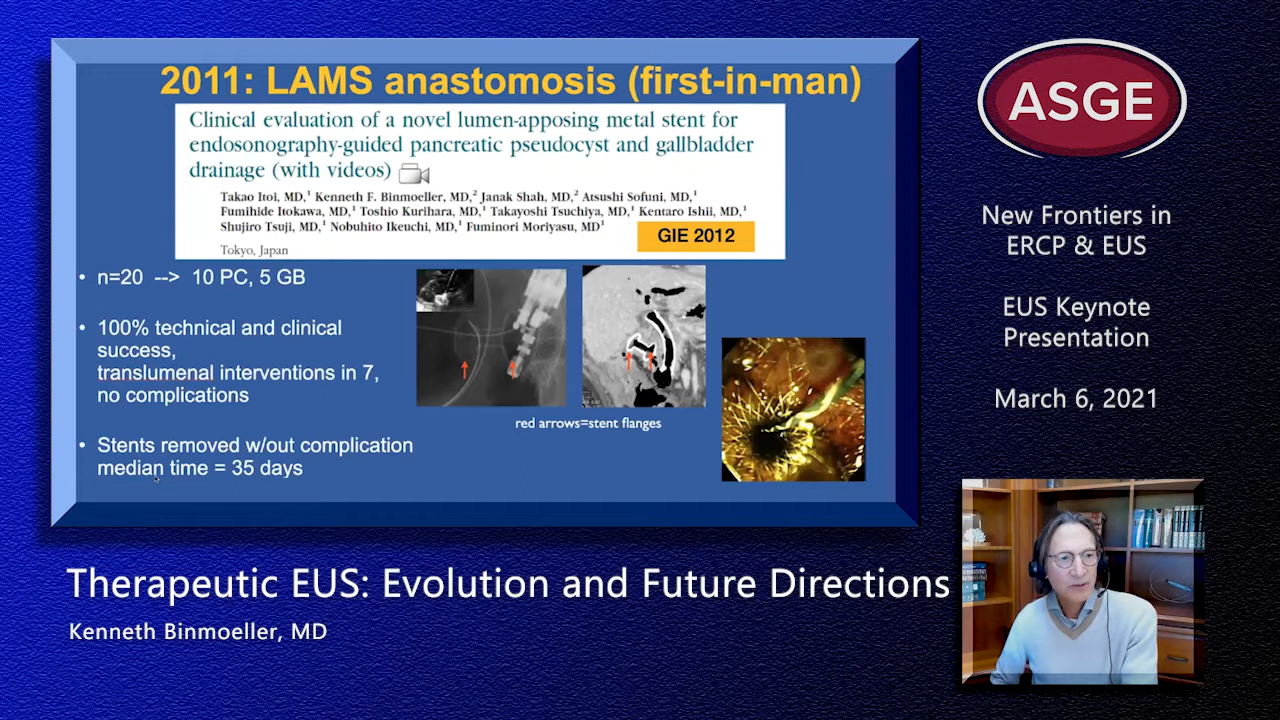 2011: LAMS anastomosis (first-in-man)
Clinical evaluation of a novel lumen-apposing metal stent for
endosonography-guided pancreatic pseudocyst and gallbladder
drainage (with videos)
Takao Itoi, MD,¹ Kenneth F. Binmoeller, MD,² Janak Shah, MD,² Atsushi Sofuni, MD,¹
Fumihide Itokawa, MD,¹ Toshio Kurihara, MD,¹ Takayoshi Tsuchiya, MD,¹ Kentaro Ishii, MD,¹
Shujiro Tsuji, MD,¹ Nobuhito Ikeuchi, MD,¹ Fuminori Moriyasu, MD¹
GIE 2012
Tokyo, Japan
• n=20 --> 10 PC, 5 GB
• 100% technical and clinical
success,
translumenal interventions in 7,
no complications
• Stents removed w/out complication
median time = 35 days
red arrows=stent flanges
ASGE
New Frontiers in
ERCP & EUS
EUS Keynote
Presentation
March 6, 2021
Therapeutic EUS: Evolution and Future Directions
Kenneth Binmoeller, MD